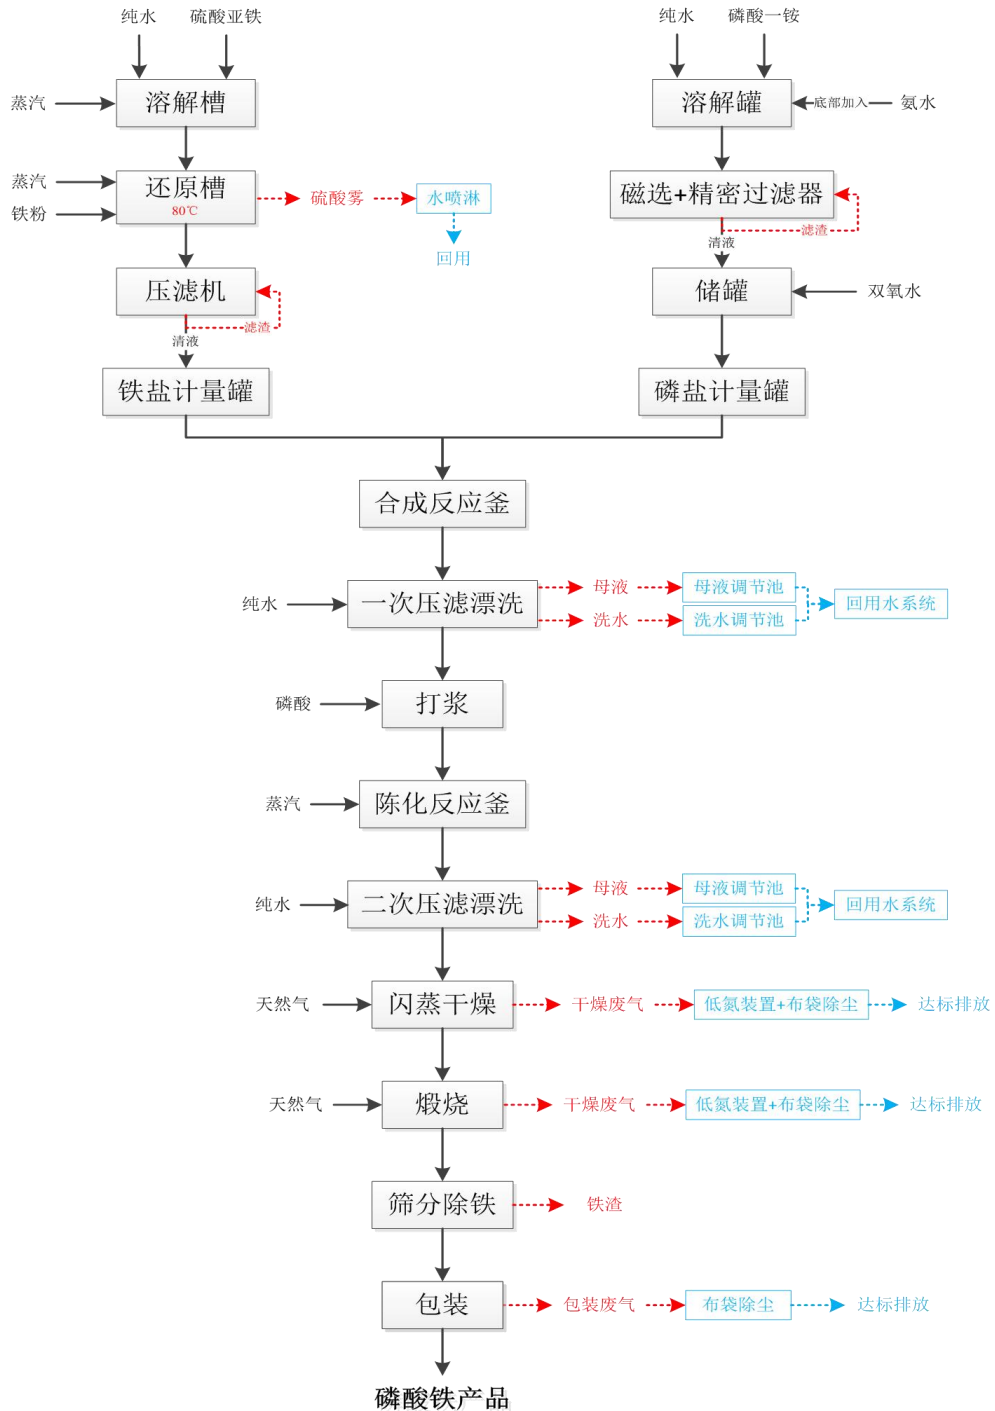 纯水
硫酸亚铁
纯水
磷酸一铵
蒸汽
溶解槽
溶解罐
底部加入
氨水
蒸汽
铁粉
还原槽
80℃
硫酸雾
水喷淋
回用
磁选+精密过滤器
滤渣
清液
压滤机
滤渣
清液
储罐
双氧水
铁盐计量罐
磷盐计量罐
合成反应釜
纯水
一次压滤漂洗
母液
母液调节池
洗水
洗水调节池
回用水系统
磷酸
打浆
蒸汽
陈化反应釜
纯水
二次压滤漂洗
母液
母液调节池
洗水
洗水调节池
回用水系统
天然气
闪蒸干燥
干燥废气
低氮装置+布袋除尘
达标排放
天然气
煅烧
干燥废气
低氮装置+布袋除尘
达标排放
筛分除铁
铁渣
包装
包装废气
布袋除尘
达标排放
磷酸铁产品